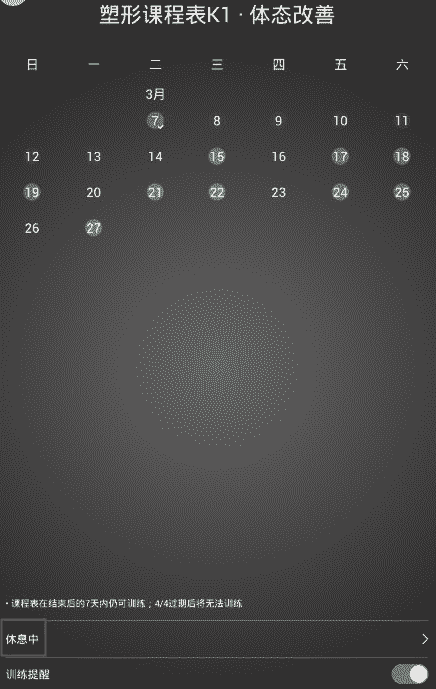 塑形课程表K1 · 体态改善
日 一 二 三 四 五 六
3月
7 8 9 10 11
12 13 14 15 16 17 18
19 20 21 22 23 24 25
26 27
· 课程表在结束后的7天内仍可训练；4/4过期后将无法训练
休息中
训练提醒